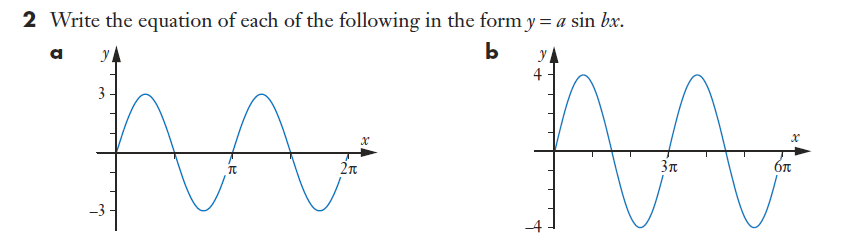 2 Write the equation of each of the following in the form y = a sin bx.
a
y
3
x
π
2π
–3
b
y
4
x
3π
6π
–4